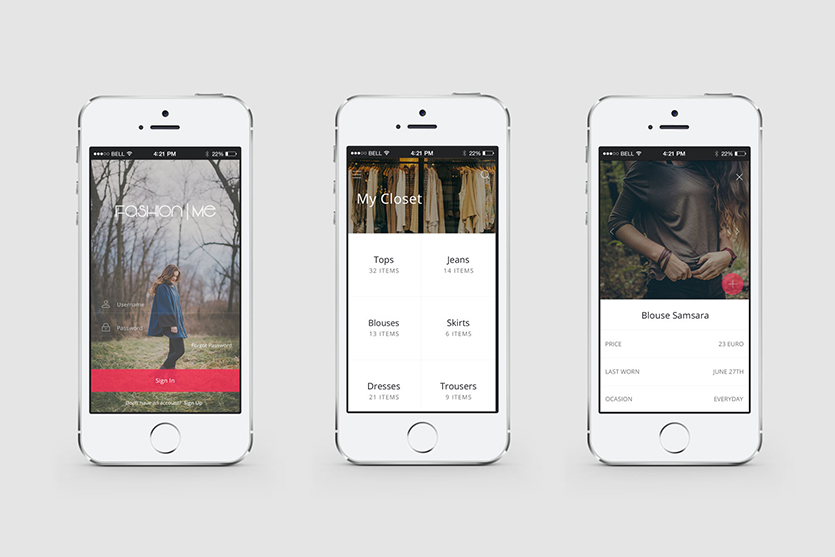 BELL 4:21 PM 22%
FASHION|ME
Username
Password
Forgot Password
Sign In
Don't have an Account? Sign Up
BELL 4:21 PM 22%
My Closet
Tops
32 ITEMS
Jeans
14 ITEMS
Blouses
13 ITEMS
Skirts
6 ITEMS
Dresses
21 ITEMS
Trousers
9 ITEMS
BELL 4:21 PM 22%
Blouse Samsara
PRICE 23 EURO
LAST WORN JUNE 27TH
OCASION EVERYDAY